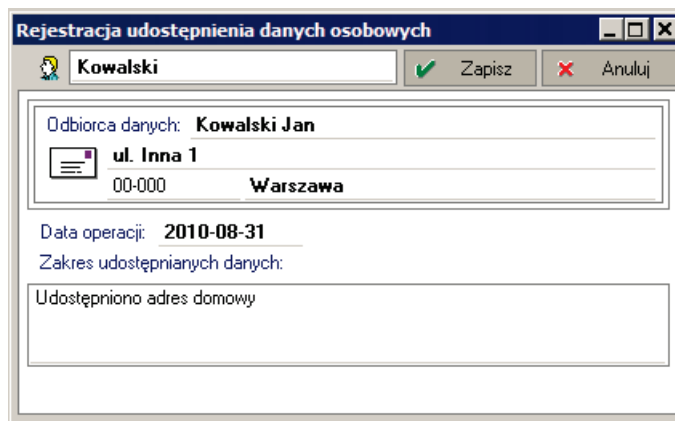 Rejestracja udostępnienia danych osobowych
Kowalski Zapisz Anuluj
Odbiorca danych: Kowalski Jan
ul. Inna 1
00-000 Warszawa
Data operacji: 2010-08-31
Zakres udostępnianych danych:
Udostępniono adres domowy